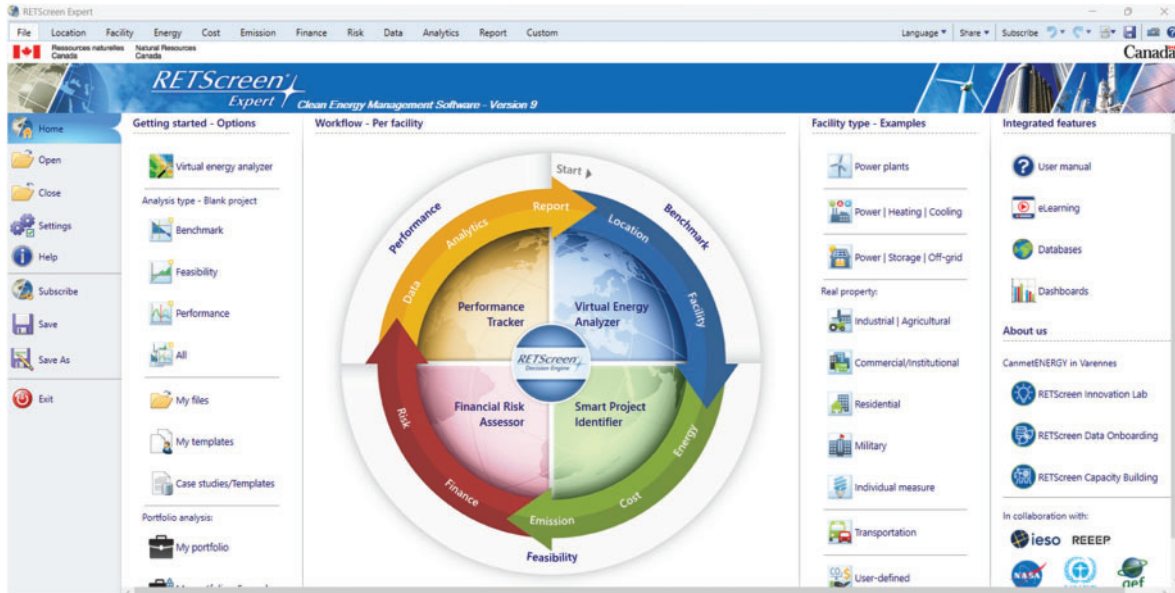 RETScreen Expert
File Location Facility Energy Cost Emission Finance Risk Data Analytics Report Custom
Language Share Subscribe
Ressources naturelles Canada
Natural Resources Canada
Canada
RETScreen
Expert
Clean Energy Management Software - Version 9
Home
Open
Close
Settings
Help
Subscribe
Save
Save As
Exit
Getting started - Options
Virtual energy analyzer
Analysis type - Blank project
Benchmark
Feasibility
Performance
All
My files
My templates
Case studies/Templates
Portfolio analysis:
My portfolio
Workflow - Per facility
Start
Performance
Benchmark
Feasibility
Report
Location
Facility
Energy
Cost
Emission
Finance
Risk
Data
Analytics
Performance
Tracker
Virtual Energy
Analyzer
RETScreen
Decision Engine
Financial Risk
Assessor
Smart Project
Identifier
Facility type - Examples
Power plants
Power | Heating | Cooling
Power | Storage | Off-grid
Real property:
Industrial | Agricultural
Commercial/Institutional
Residential
Military
Individual measure
Transportation
User-defined
Integrated features
User manual
eLearning
Databases
Dashboards
About us
CanmetENERGY in Varennes
RETScreen Innovation Lab
RETScreen Data Onboarding
RETScreen Capacity Building
In collaboration with:
ieso REEEP
NASA
gef